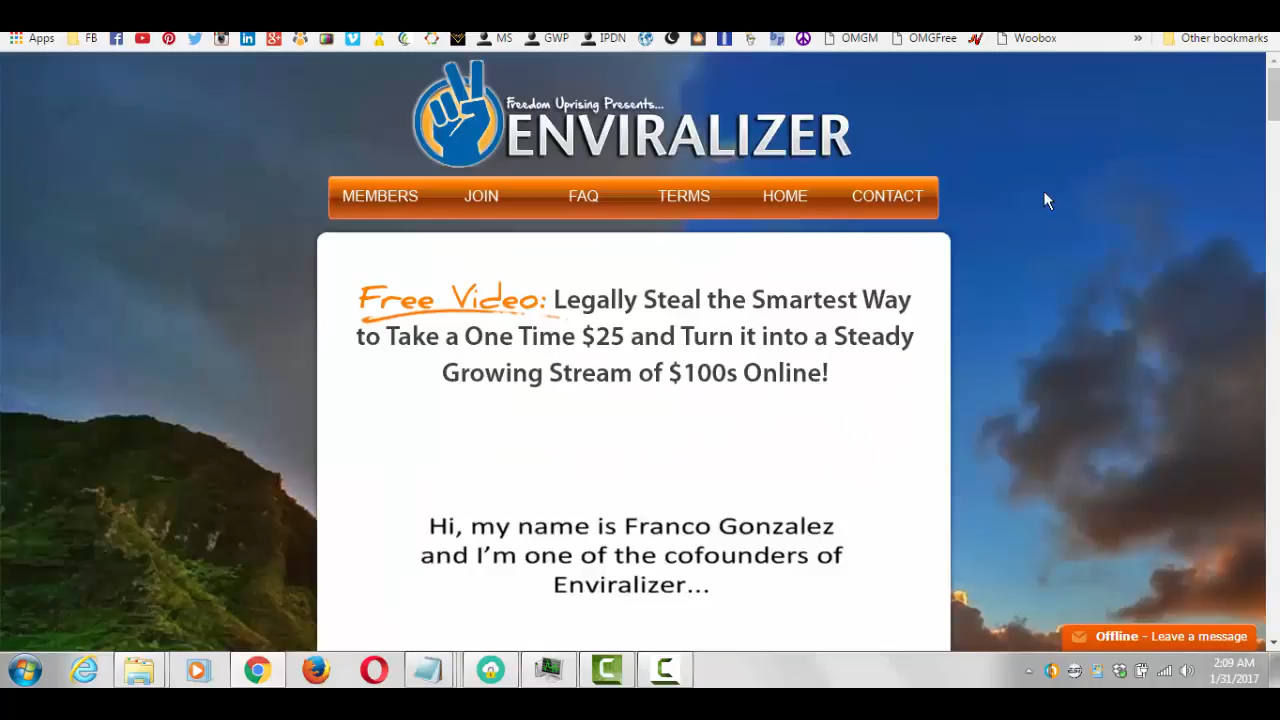 Apps FB MS GWP IPDN OMGM OMGFree Woobox » Other bookmarks
Freedom Uprising Presents...
ENVIRALIZER
MEMBERS JOIN FAQ TERMS HOME CONTACT
Free Video: Legally Steal the Smartest Way
to Take a One Time $25 and Turn it into a Steady
Growing Stream of $100s Online!
Hi, my name is Franco Gonzalez
and I'm one of the cofounders of
Enviralizer...
Offline – Leave a message
2:09 AM
1/31/2017